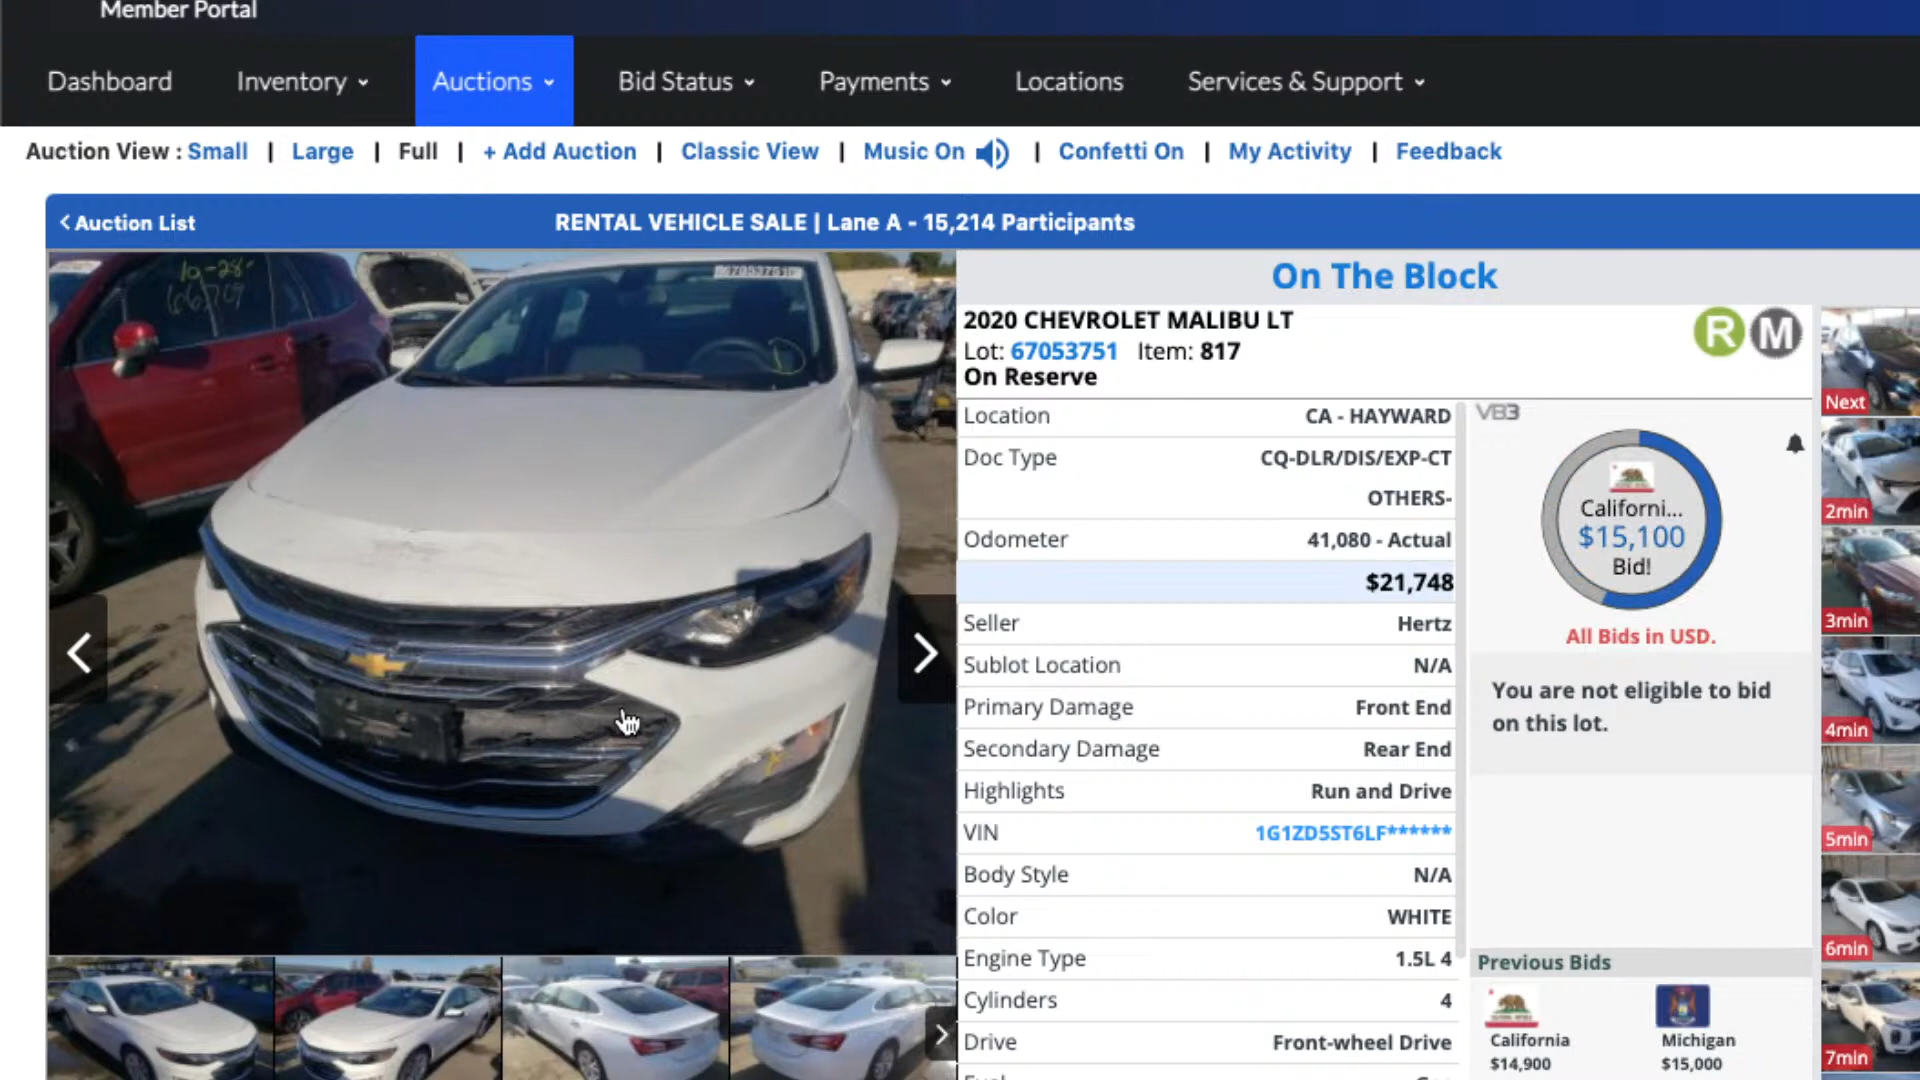 Member Portal
Dashboard Inventory Auctions Bid Status Payments Locations Services & Support
Auction View : Small | Large | Full | + Add Auction | Classic View | Music On | Confetti On | My Activity | Feedback
Auction List
RENTAL VEHICLE SALE | Lane A - 15,214 Participants
On The Block
2020 CHEVROLET MALIBU LT
Lot: 67053751 Item: 817
On Reserve
R M
Location CA - HAYWARD
Doc Type CQ-DLR/DIS/EXP-CT
OTHERS-
Odometer 41,080 - Actual
$21,748
Seller Hertz
Sublot Location N/A
Primary Damage Front End
Secondary Damage Rear End
Highlights Run and Drive
VIN 1G1ZD5ST6LF******
Body Style N/A
Color WHITE
Engine Type 1.5L 4
Cylinders 4
Drive Front-wheel Drive
VB3
Californi...
$15,100
Bid!
All Bids in USD.
You are not eligible to bid
on this lot.
Previous Bids
California Michigan
$14,900 $15,000
Next
2min
3min
4min
5min
6min
7min